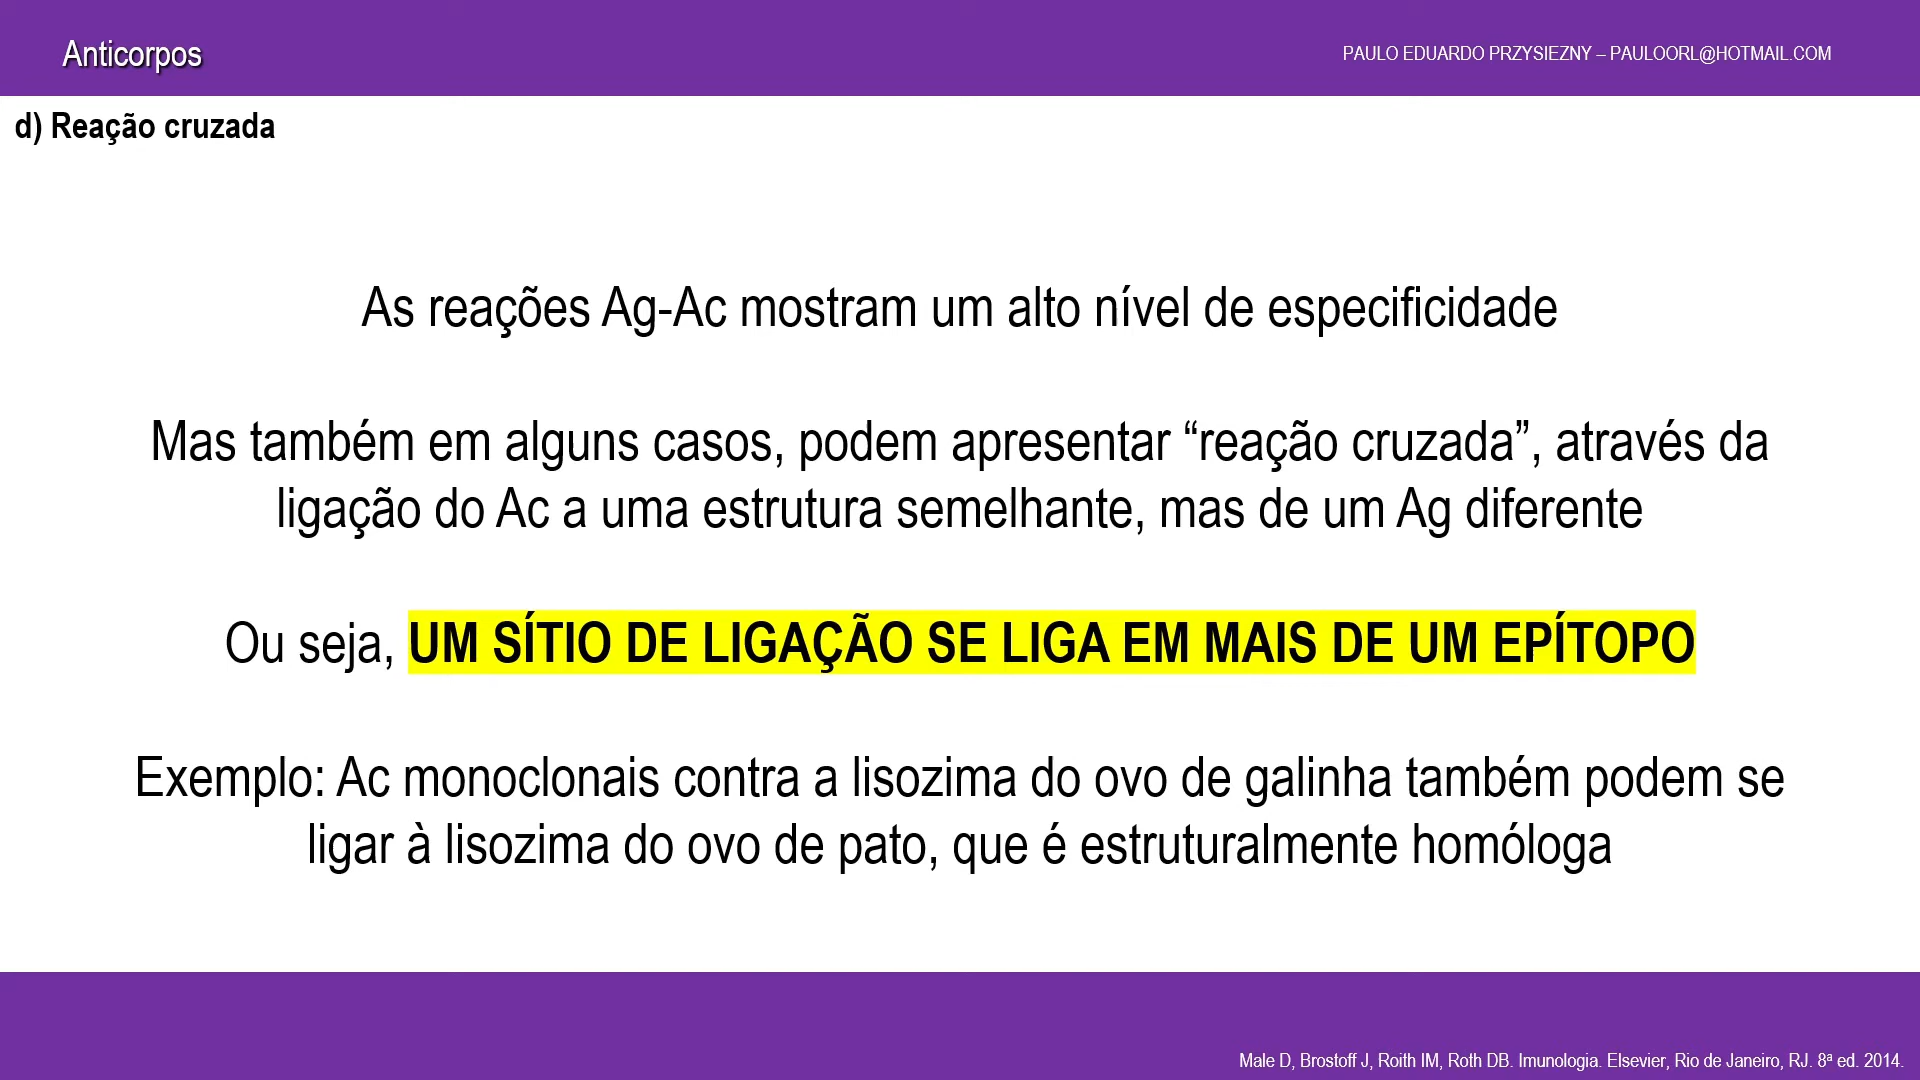 Anticorpos
PAULO EDUARDO PRZYSIEZNY – PAULOORL@HOTMAIL.COM
d) Reação cruzada
As reações Ag-Ac mostram um alto nível de especificidade
Mas também em alguns casos, podem apresentar “reação cruzada”, através da
ligação do Ac a uma estrutura semelhante, mas de um Ag diferente
Ou seja, UM SÍTIO DE LIGAÇÃO SE LIGA EM MAIS DE UM EPÍTOPO
Exemplo: Ac monoclonais contra a lisozima do ovo de galinha também podem se
ligar à lisozima do ovo de pato, que é estruturalmente homóloga
Male D, Brostoff J, Roith IM, Roth DB. Imunologia. Elsevier, Rio de Janeiro, RJ. 8ª ed. 2014.